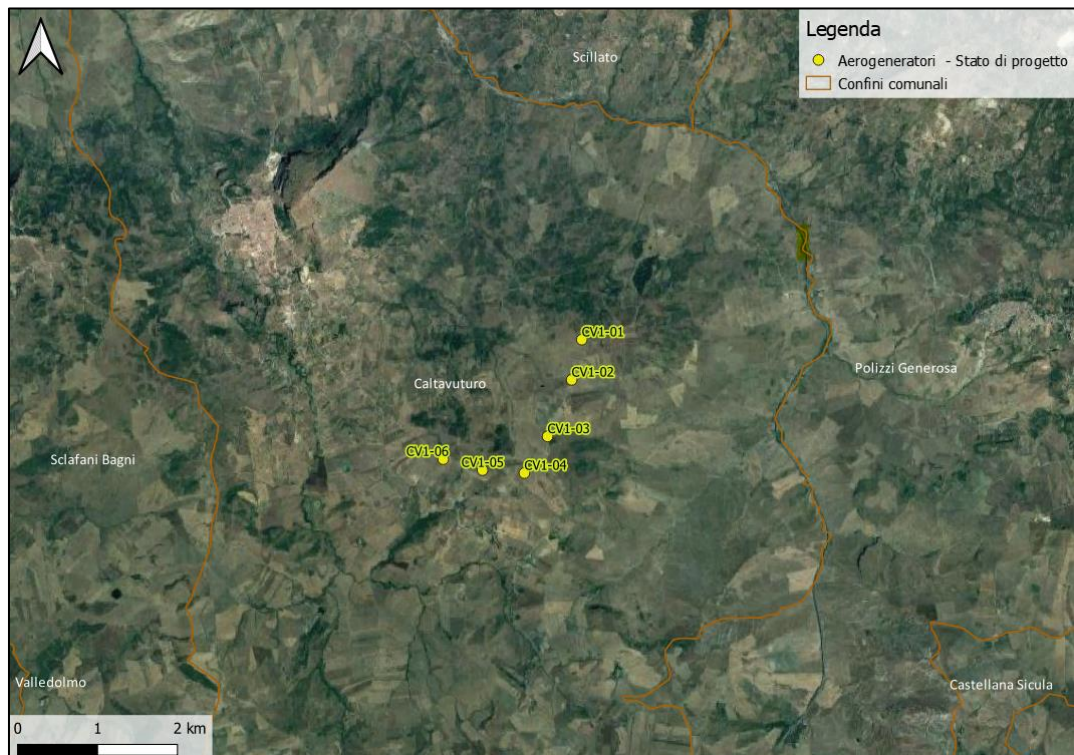 Legenda
Aerogeneratori - Stato di progetto
Confini comunali
Scillato
CV1-01
CV1-02
Polizzi Generosa
Caltavuturo
CV1-03
CV1-06
CV1-05
CV1-04
Sclafani Bagni
Valledolmo
Castellana Sicula
0 1 2 km